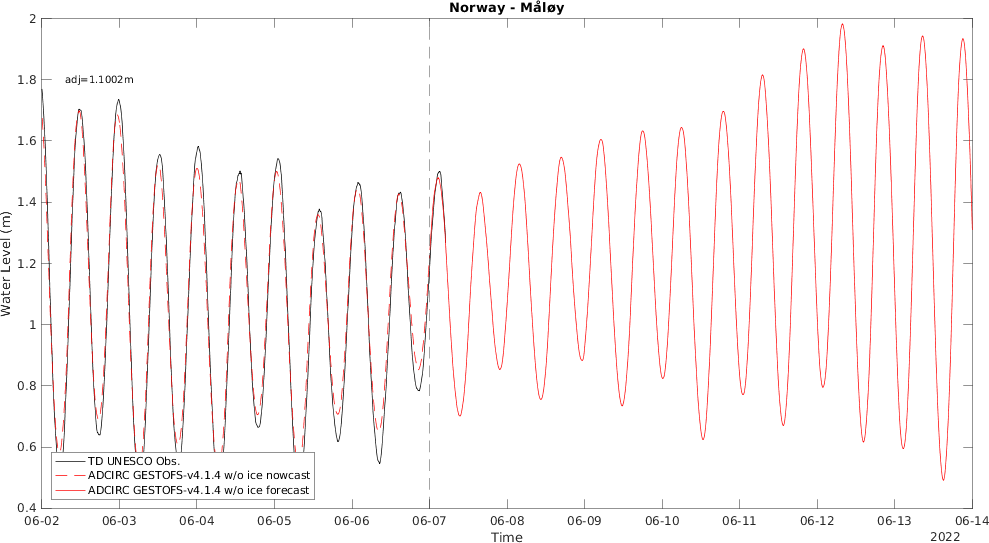 Norway - Måløy
2
1.8
1.6
1.4
1.2
1
0.8
0.6
0.4
Water Level (m)
adj=1.1002m
TD UNESCO Obs.
ADCIRC GESTOFS-v4.1.4 w/o ice nowcast
ADCIRC GESTOFS-v4.1.4 w/o ice forecast
06-02 06-03 06-04 06-05 06-06 06-07 06-08 06-09 06-10 06-11 06-12 06-13 06-14
Time
2022